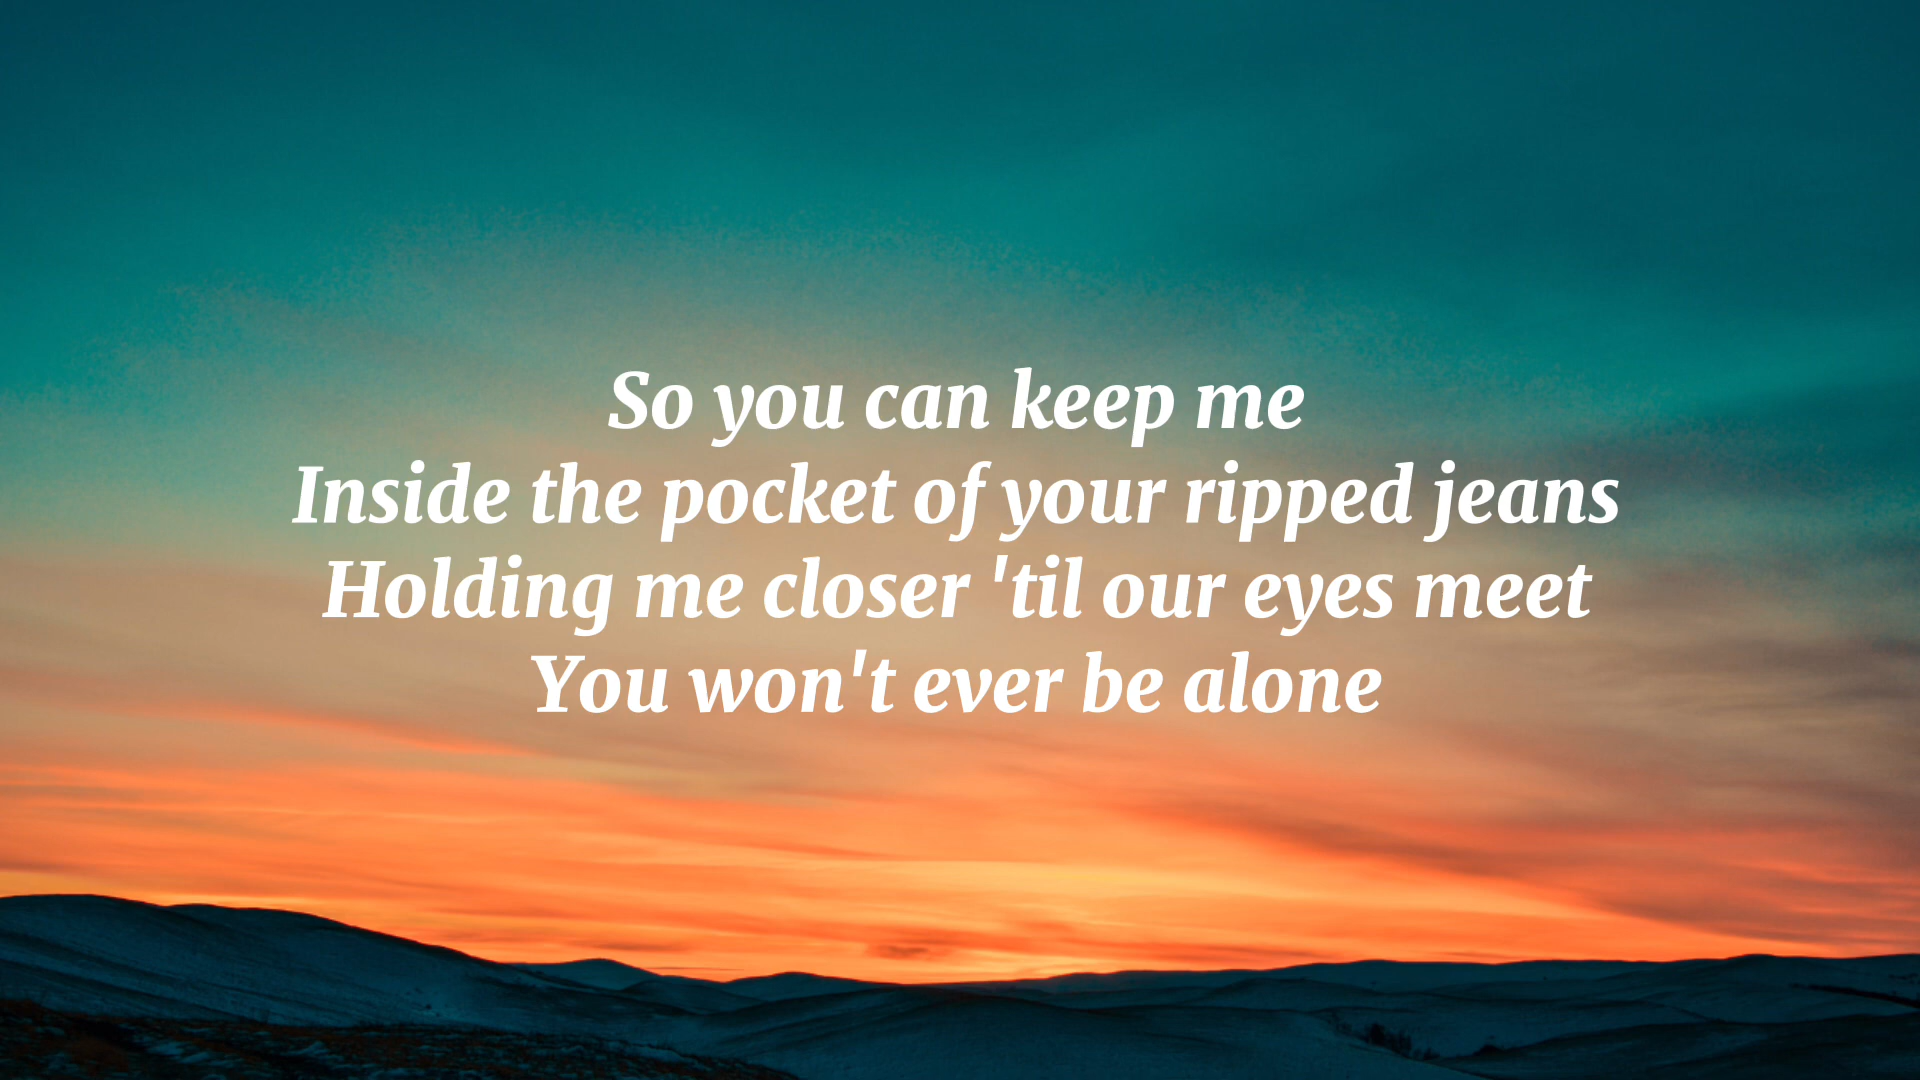 So you can keep me
Inside the pocket of your ripped jeans
Holding me closer 'til our eyes meet
You won't ever be alone